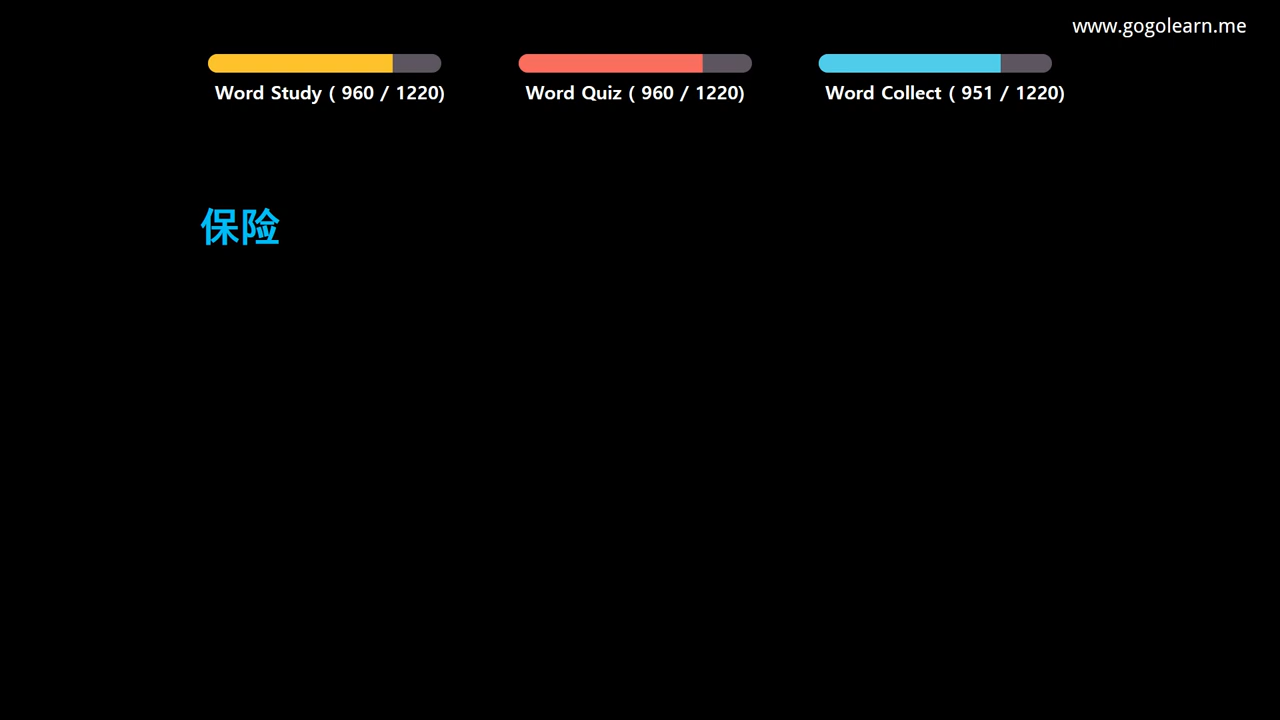 www.gogolearn.me
Word Study ( 960 / 1220)
Word Quiz ( 960 / 1220)
Word Collect ( 951 / 1220)
保险